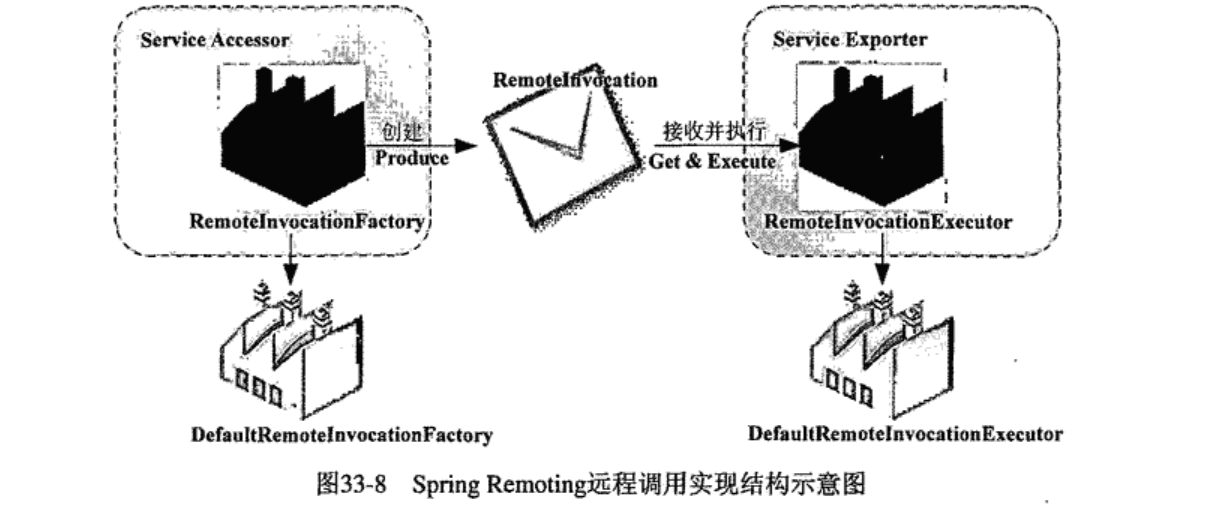 Service Accessor
Service Exporter
RemoteInvocation
创建
Produce
接收并执行
Get & Execute
RemoteInvocationFactory
RemoteInvocationExecutor
DefaultRemoteInvocationFactory
DefaultRemoteInvocationExecutor
图33-8 Spring Remoting远程调用实现结构示意图